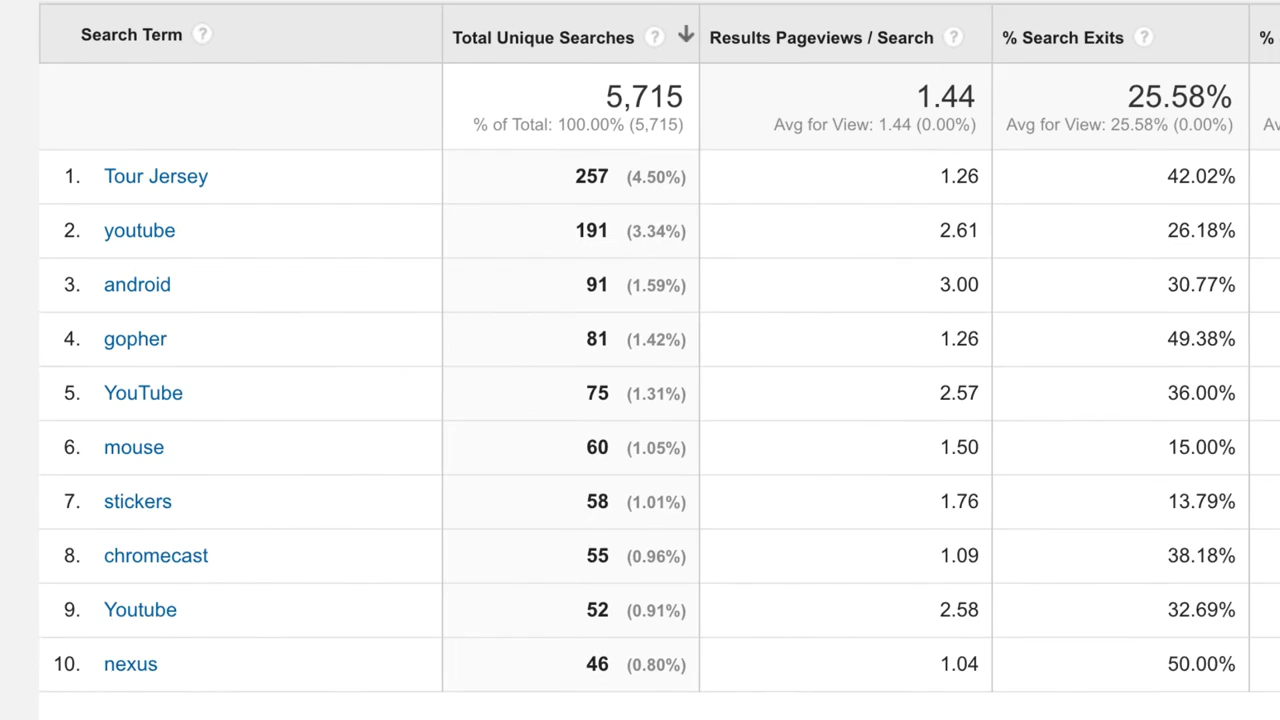 Search Term ? Total Unique Searches ? ↓ Results Pageviews / Search ? % Search Exits ? %
5,715 1.44 25.58%
% of Total: 100.00% (5,715) Avg for View: 1.44 (0.00%) Avg for View: 25.58% (0.00%) Av
1. Tour Jersey 257 (4.50%) 1.26 42.02%
2. youtube 191 (3.34%) 2.61 26.18%
3. android 91 (1.59%) 3.00 30.77%
4. gopher 81 (1.42%) 1.26 49.38%
5. YouTube 75 (1.31%) 2.57 36.00%
6. mouse 60 (1.05%) 1.50 15.00%
7. stickers 58 (1.01%) 1.76 13.79%
8. chromecast 55 (0.96%) 1.09 38.18%
9. Youtube 52 (0.91%) 2.58 32.69%
10. nexus 46 (0.80%) 1.04 50.00%